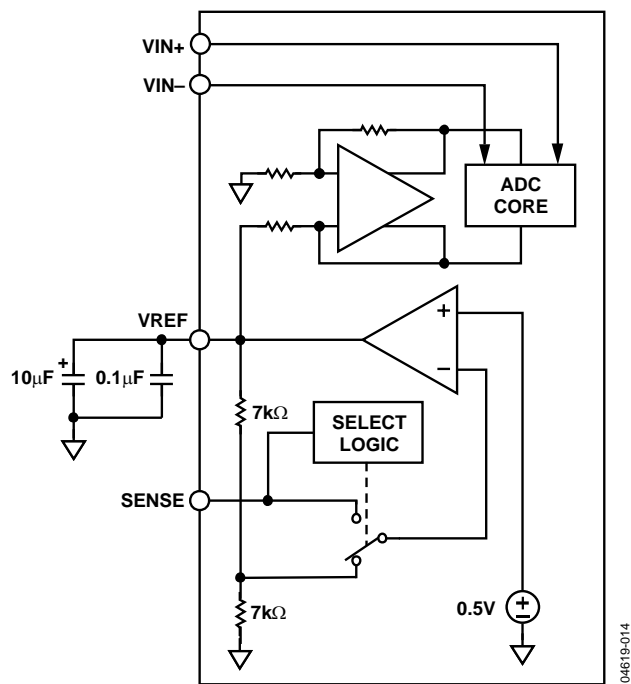 VIN+
VIN–
ADC
CORE
VREF
+
–
+
10µF
0.1µF
7kΩ
SELECT
LOGIC
SENSE
7kΩ
0.5V
+
–
04619-014